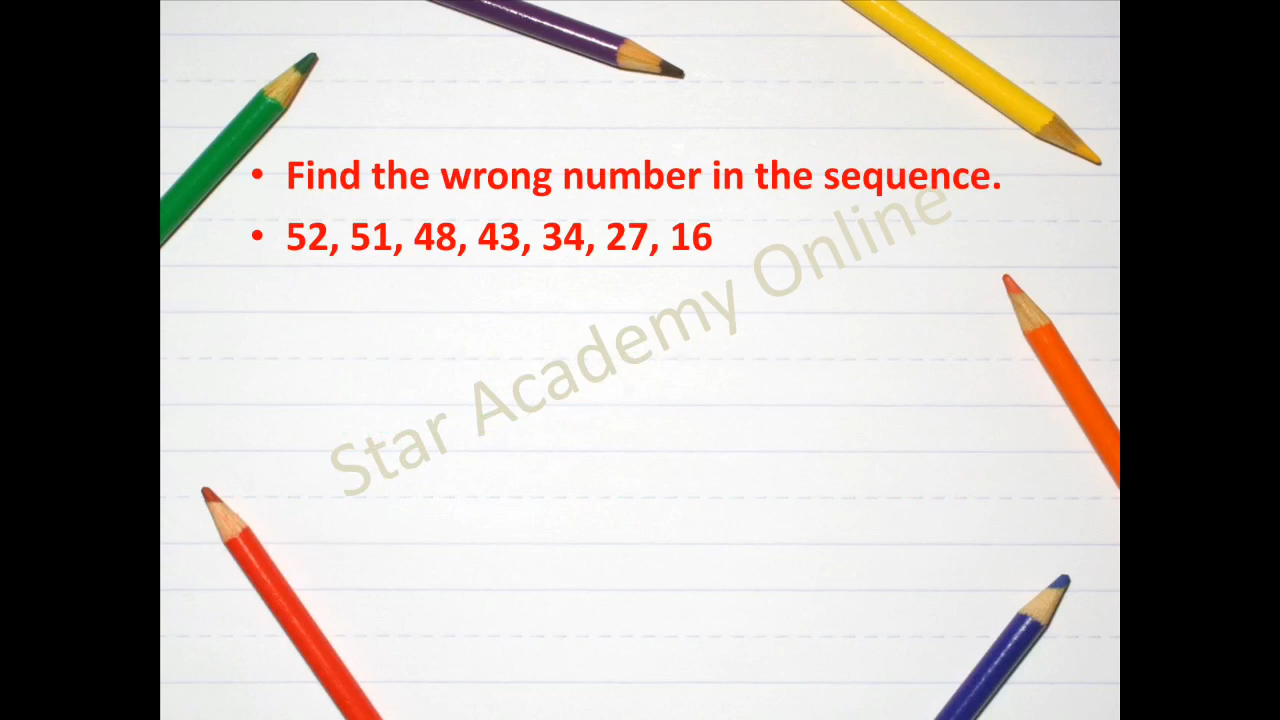 • Find the wrong number in the sequence.
• 52, 51, 48, 43, 34, 27, 16
Star Academy Online